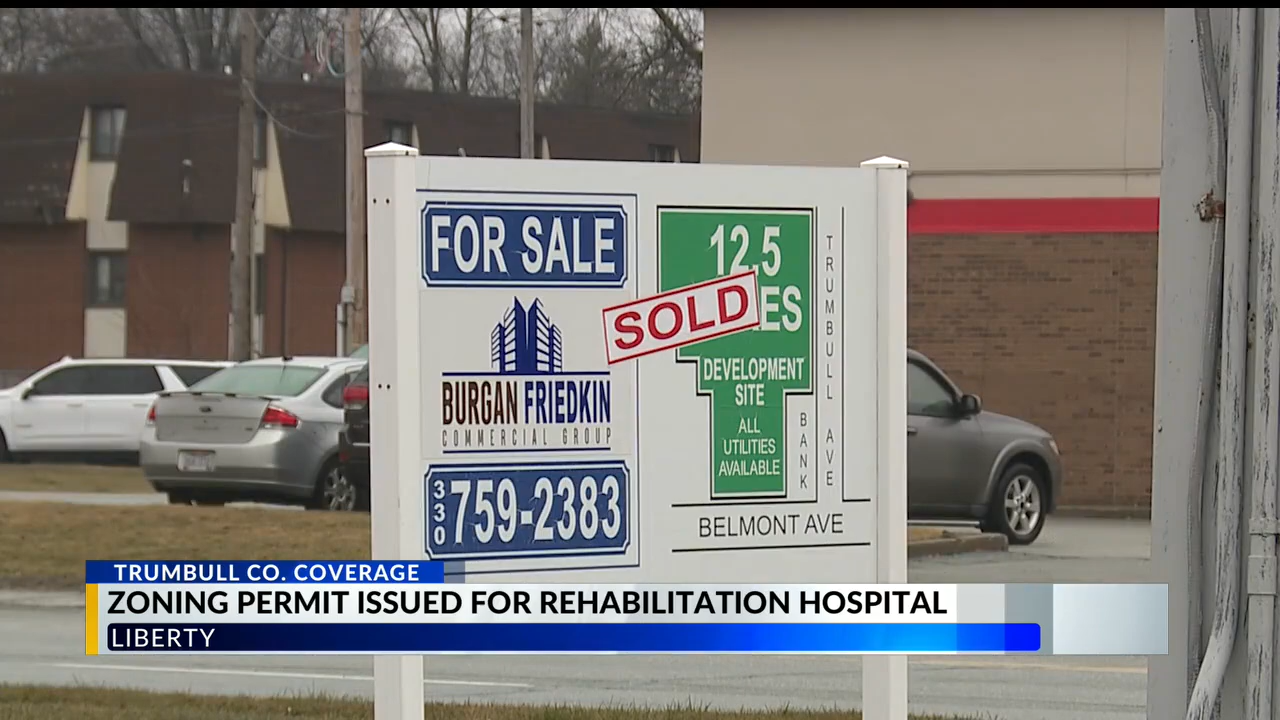 FOR SALE
BURGAN FRIEDKIN
COMMERCIAL GROUP
330 759-2383
12.5
SOLD
DEVELOPMENT
SITE
ALL
UTILITIES
AVAILABLE
BANK
TRUMBULL AVE
BELMONT AVE
TRUMBULL CO. COVERAGE
ZONING PERMIT ISSUED FOR REHABILITATION HOSPITAL
LIBERTY